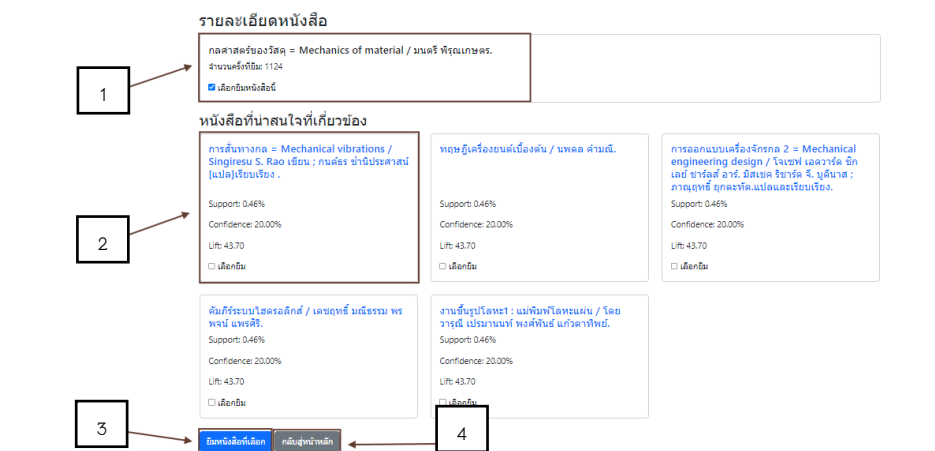 รายละเอียดหนังสือ
กลศาสตร์ของวัสดุ = Mechanics of material / มนตรี พิรุณเกษตร.
จำนวนครั้งที่ยืม: 1124
เลือกยืมหนังสือนี้
1
หนังสือที่น่าสนใจที่เกี่ยวข้อง
การสั่นทางกล = Mechanical vibrations /
Singiresu S. Rao เขียน ; กนต์ธร ชำนิประศาสน์
[แปล]เรียบเรียง .
Support: 0.46%
Confidence: 20.00%
Lift: 43.70
เลือกยืม
2
ทฤษฎีเครื่องยนต์เบื้องต้น / นพดล คำมณี.
Support: 0.46%
Confidence: 20.00%
Lift: 43.70
เลือกยืม
การออกแบบเครื่องจักรกล 2 = Mechanical
engineering design / โจเซฟ เอดวาร์ด ชิก
เลย์ ชาร์ลส์ อาร์. มิสเชค ริชาร์ด จี. บูดีนาส ;
ภาณุฤทธิ์ ยุกตะทัต.แปลและเรียบเรียง.
Support: 0.46%
Confidence: 20.00%
Lift: 43.70
เลือกยืม
คัมภีร์ระบบไฮดรอลิกส์ / เดชฤทธิ์ มณีธรรม พร
พจน์ แพรศิริ.
Support: 0.46%
Confidence: 20.00%
Lift: 43.70
เลือกยืม
งานขึ้นรูปโลหะ1 : แม่พิมพ์โลหะแผ่น / โดย
วารุณี เปรมานนท์ พงศ์พันธ์ แก้วตาทิพย์.
Support: 0.46%
Confidence: 20.00%
Lift: 43.70
เลือกยืม
3
ยืมหนังสือที่เลือก
กลับสู่หน้าหลัก
4